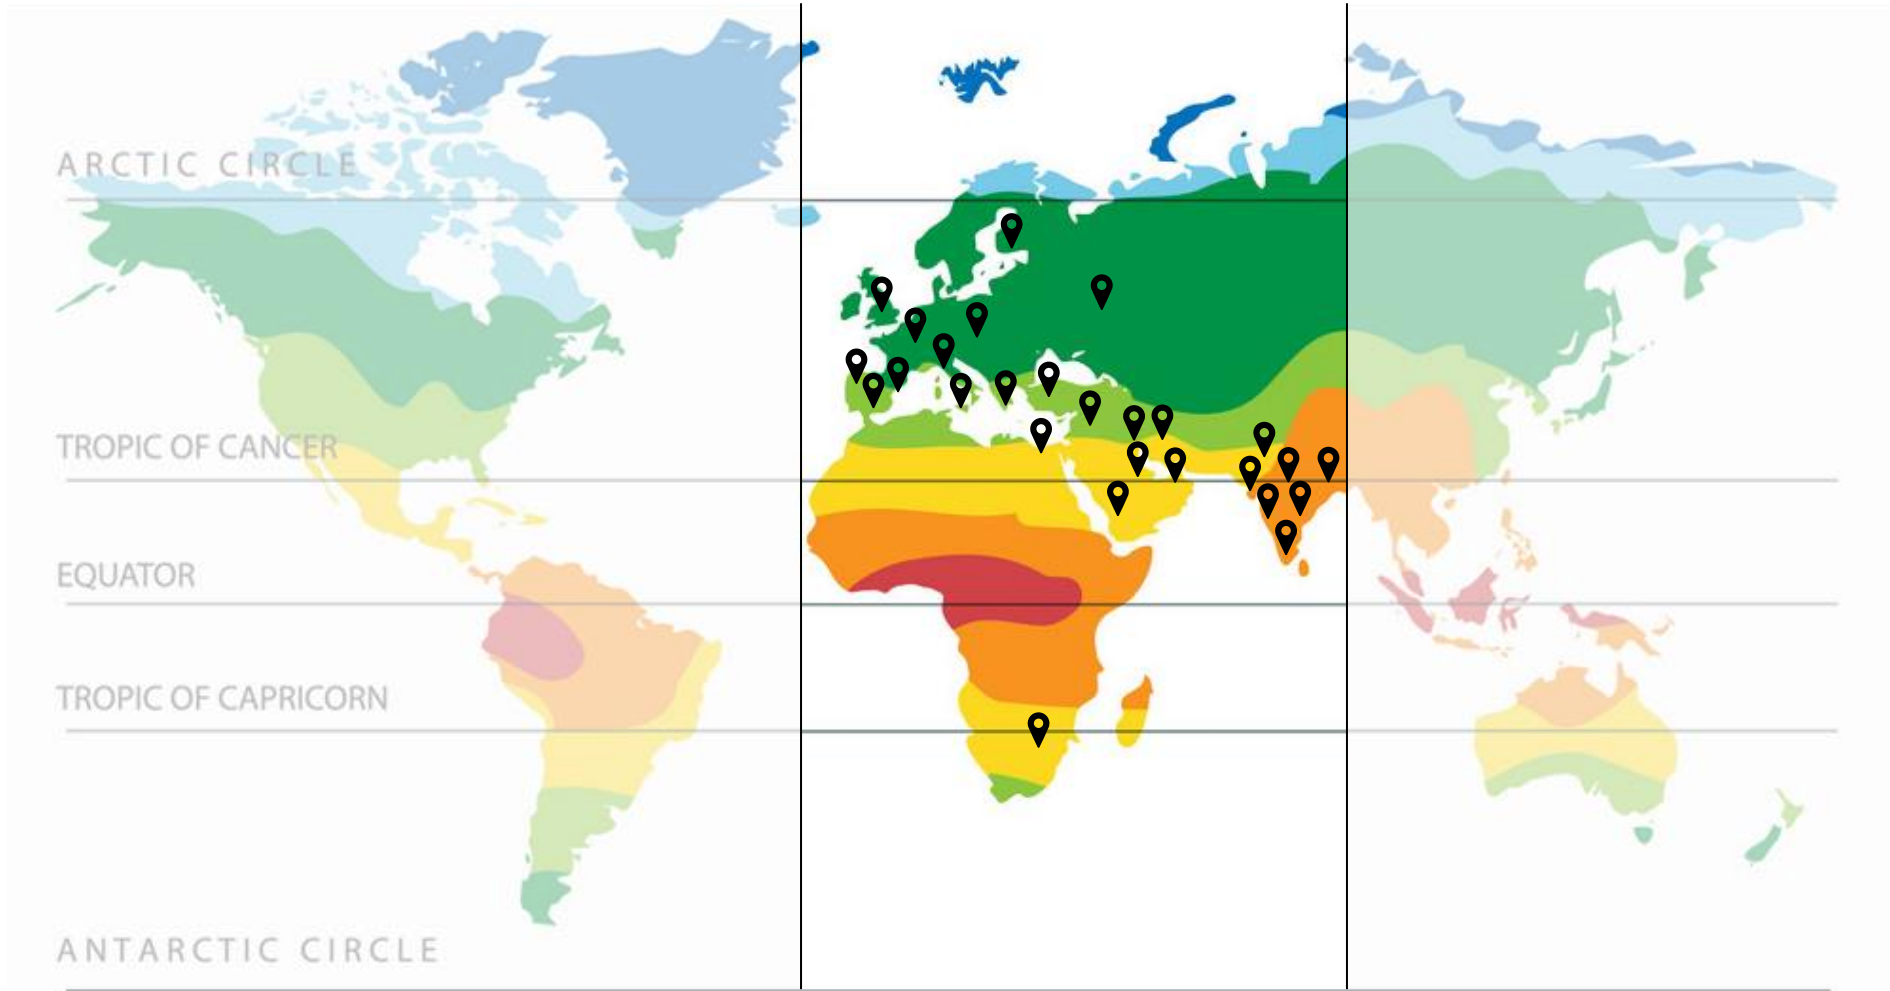 ARCTIC CIRCLE
TROPIC OF CANCER
EQUATOR
TROPIC OF CAPRICORN
ANTARCTIC CIRCLE